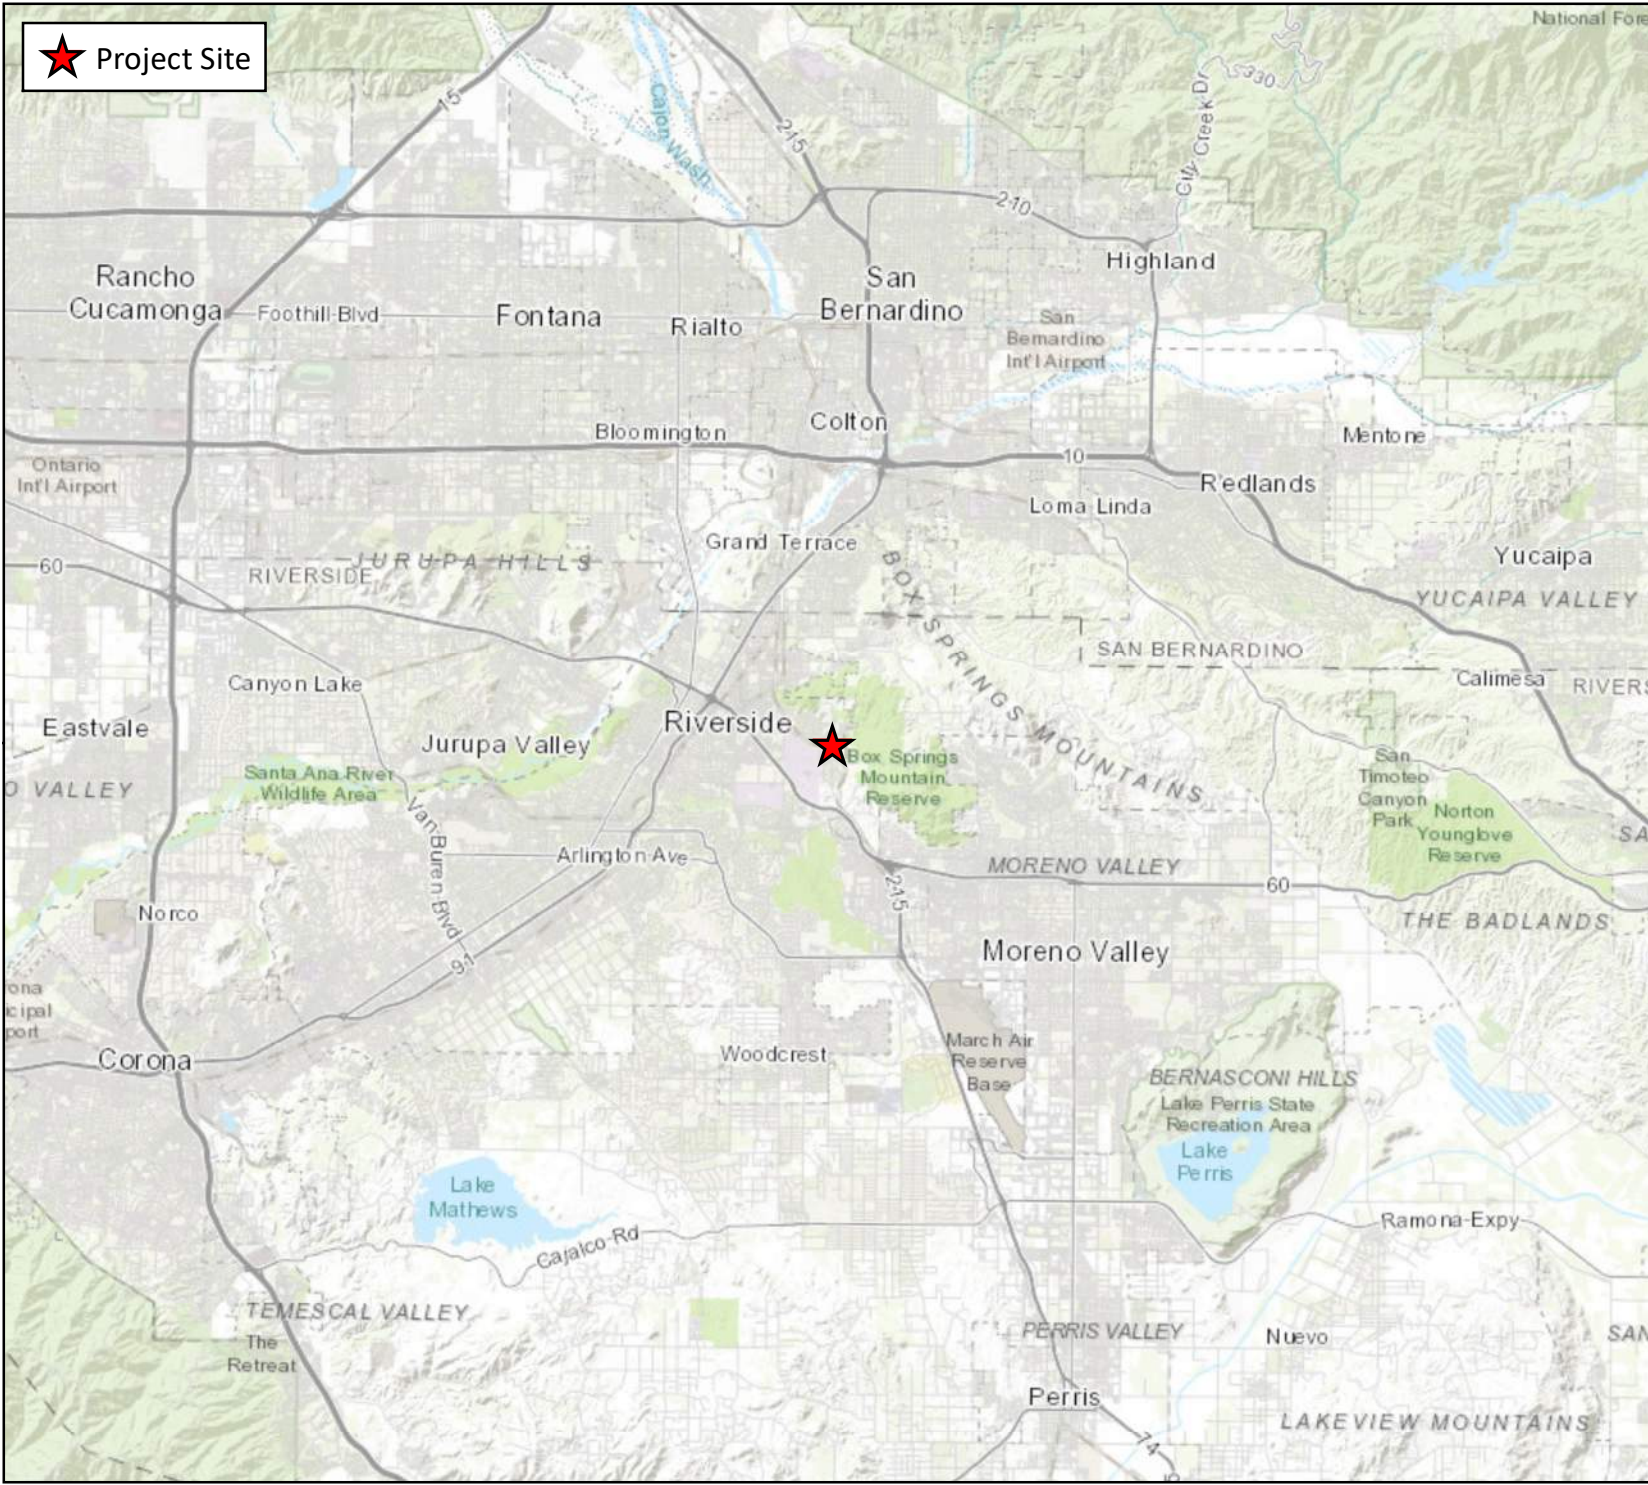 National Fore
Project Site
15
215
Cajon Wash
330
City Creek Dr
210
Rancho
Cucamonga
Foothill Blvd
Fontana
Rialto
San
Bernardino
Highland
San
Bernardino
Int'l Airport
Colton
Bloomington
Mentone
Ontario
Int'l Airport
10
Redlands
Loma Linda
Grand Terrace
60
RIVERSIDE
JURUPA HILLS
BOX SPRINGS MOUNTAINS
Yucaipa
YUCAIPA VALLEY
SAN BERNARDINO
Calimesa
RIVERS
Canyon Lake
Eastvale
Riverside
Jurupa Valley
Box Springs
Mountain
Reserve
San
Timoteo
Canyon
Park
Santa Ana River
Wildlife Area
O VALLEY
Norton
Younglove
Reserve
SA
Van Buren Blvd
Arlington Ave
MORENO VALLEY
215
60
Norco
THE BADLANDS
91
Moreno Valley
ona
icipal
port
Corona
Woodcrest
March Air
Reserve
Base
BERNASCONI HILLS
Lake Perris State
Recreation Area
Lake
Perris
Lake
Mathews
Cajalco Rd
Ramona Expy
TEMESCAL VALLEY
The
Retreat
PERRIS VALLEY
Nuevo
SAN
Perris
LAKEVIEW MOUNTAINS
74